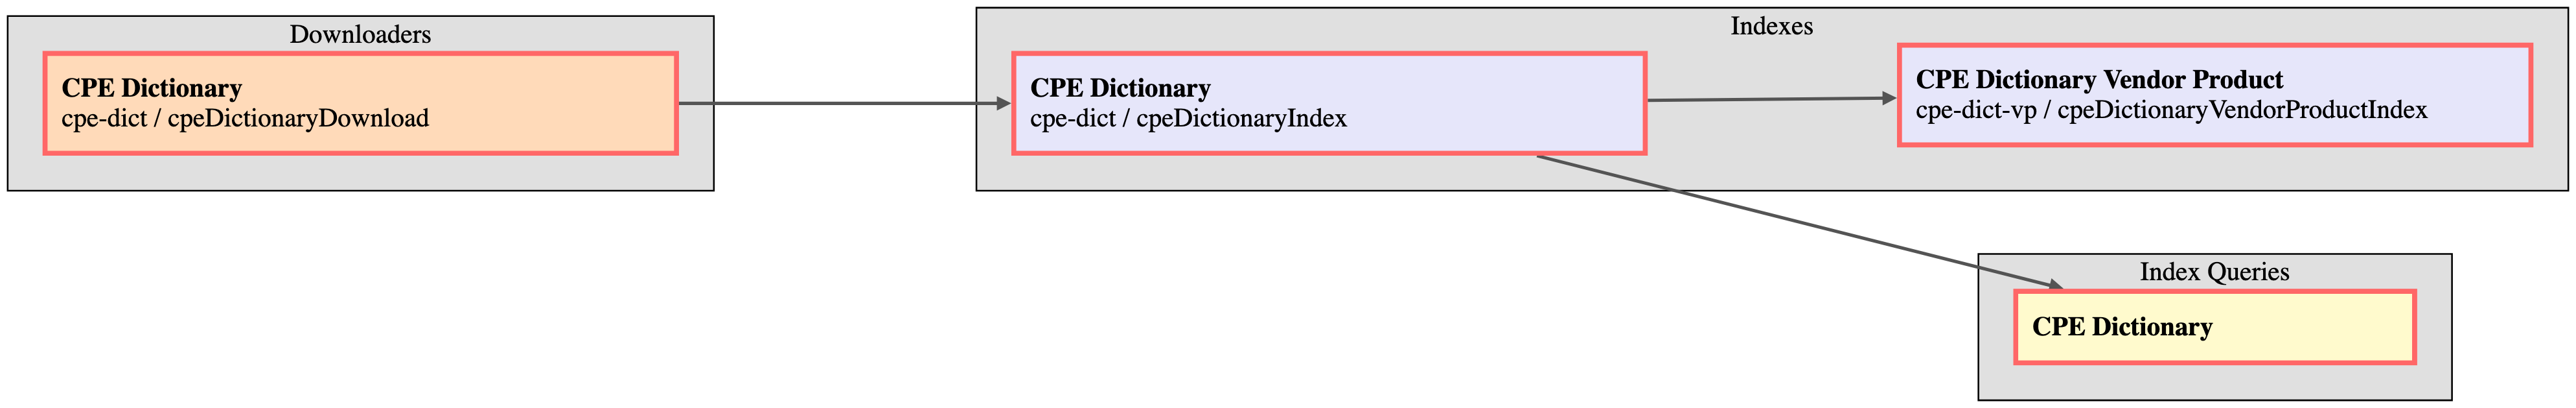 Downloaders
CPE Dictionary
cpe-dict / cpeDictionaryDownload
Indexes
CPE Dictionary
cpe-dict / cpeDictionaryIndex
CPE Dictionary Vendor Product
cpe-dict-vp / cpeDictionaryVendorProductIndex
Index Queries
CPE Dictionary